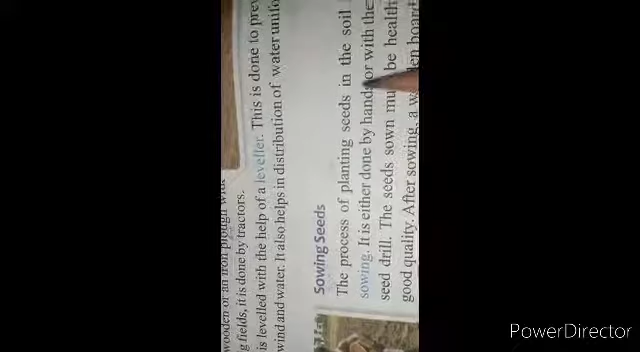 wooden or an iron plough with
g fields, it is done by tractors.
is levelled with the help of a leveller. This is done to prev
wind and water. It also helps in distribution of water unifo
Sowing Seeds
The process of planting seeds in the soil
sowing. It is either done by hands or with the
seed drill. The seeds sown mu be health
good quality. After sowing, a w en board
PowerDirector